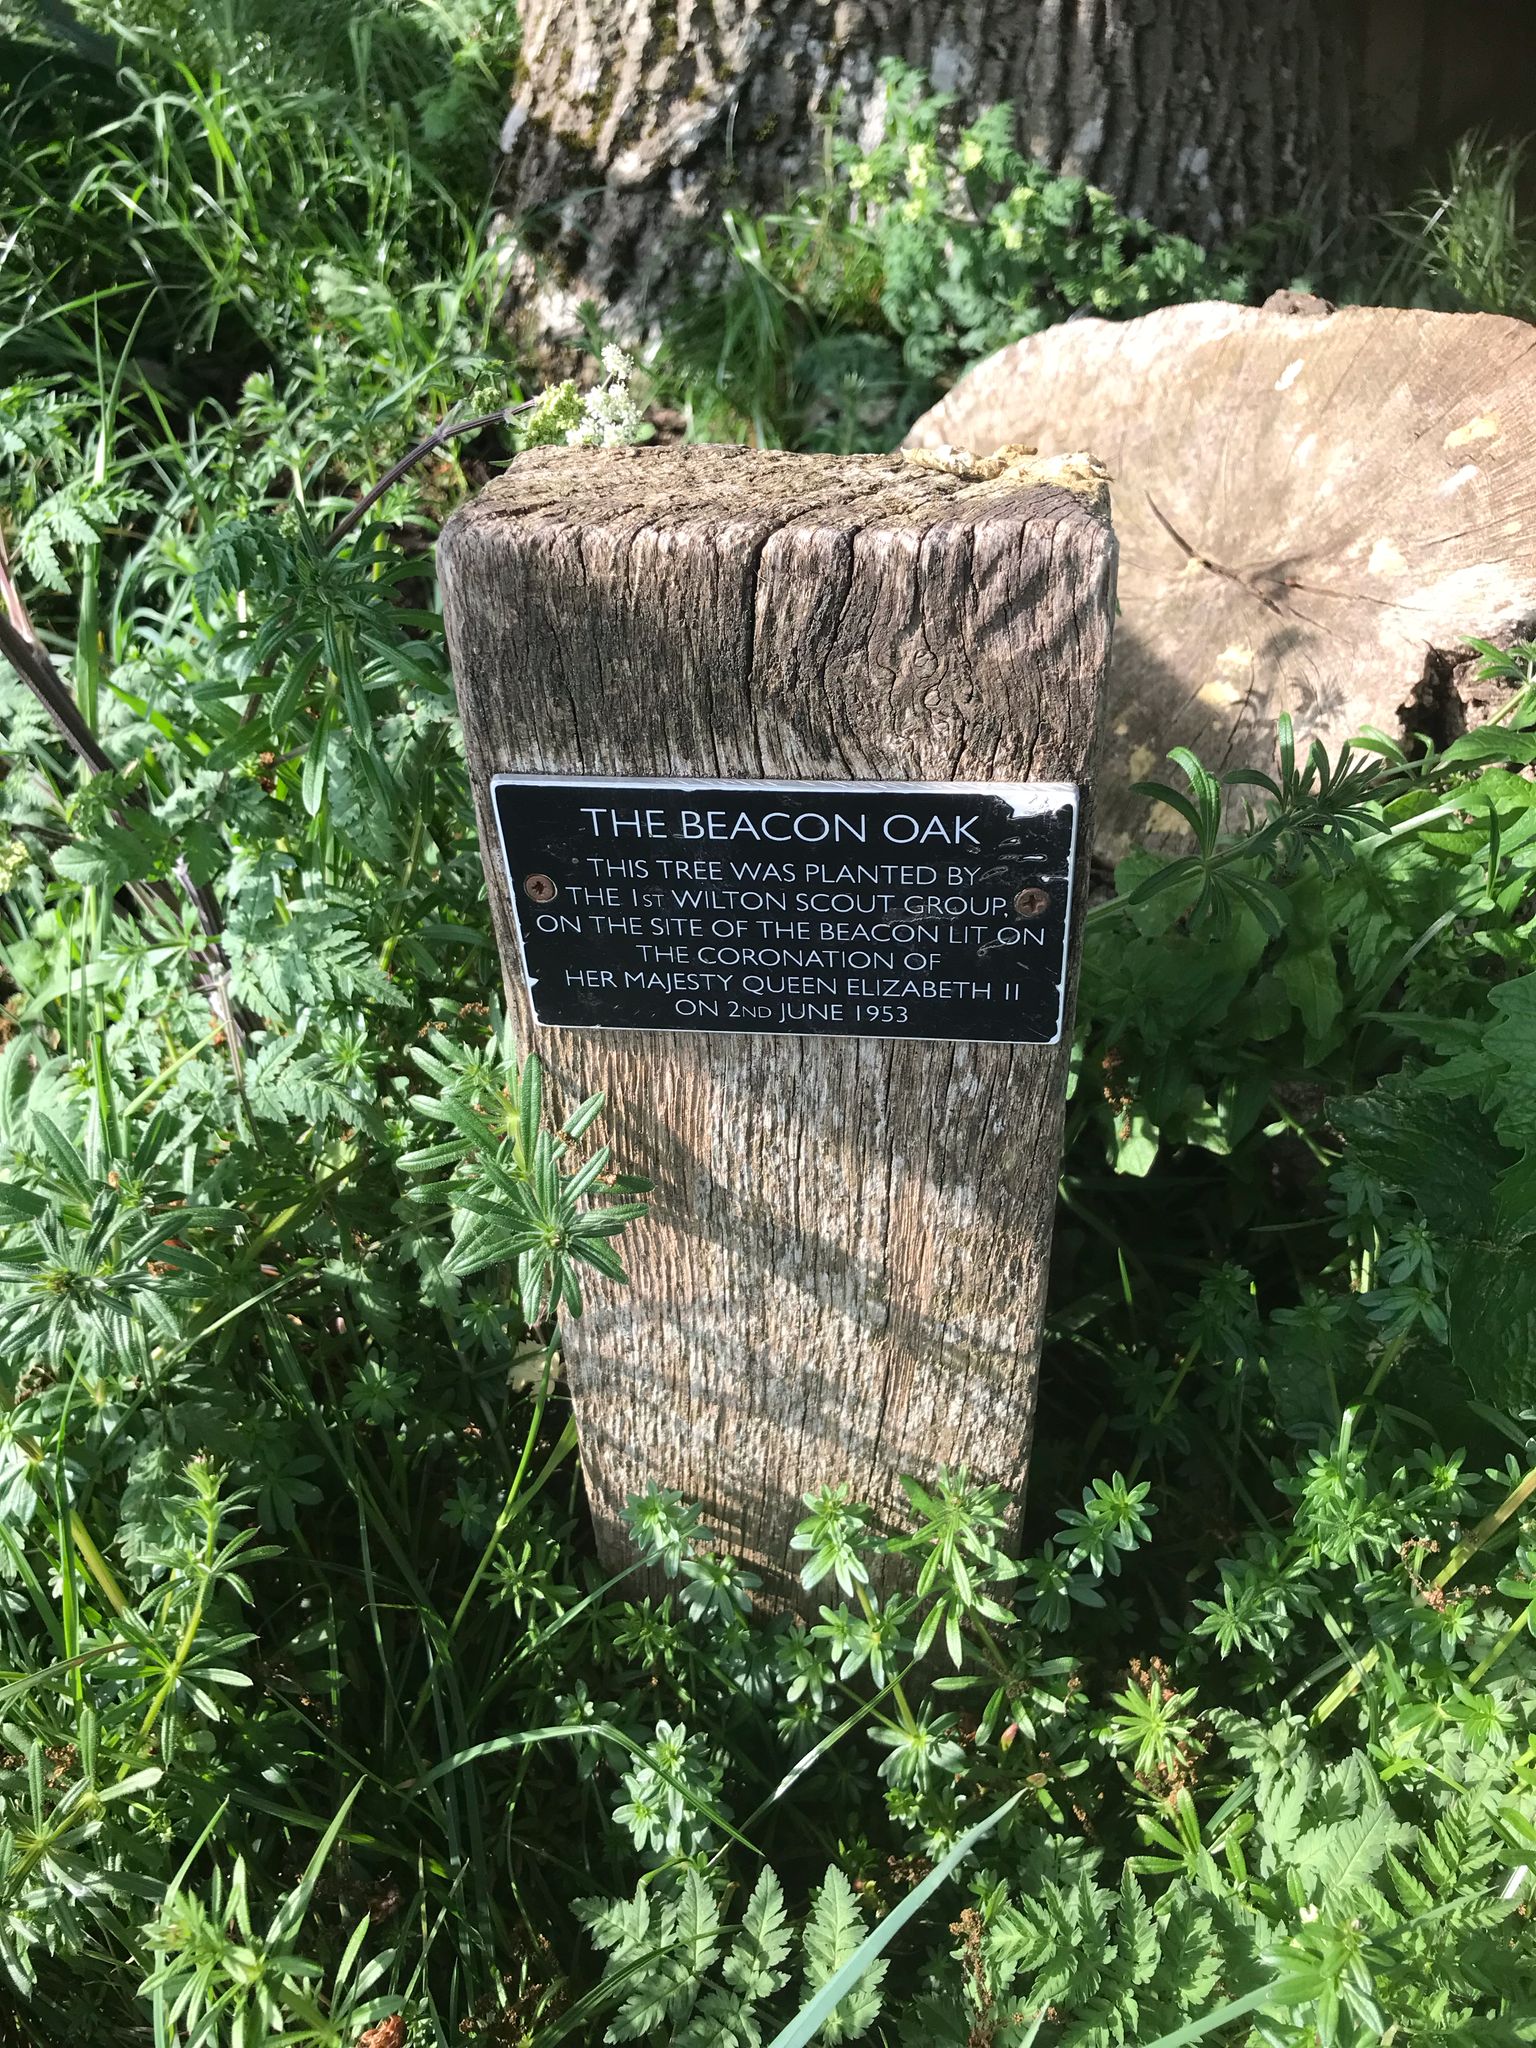 THE BEACON OAK
THIS TREE WAS PLANTED BY
THE 1ST WILTON SCOUT GROUP,
ON THE SITE OF THE BEACON LIT ON
THE CORONATION OF
HER MAJESTY QUEEN ELIZABETH II
ON 2ND JUNE 1953